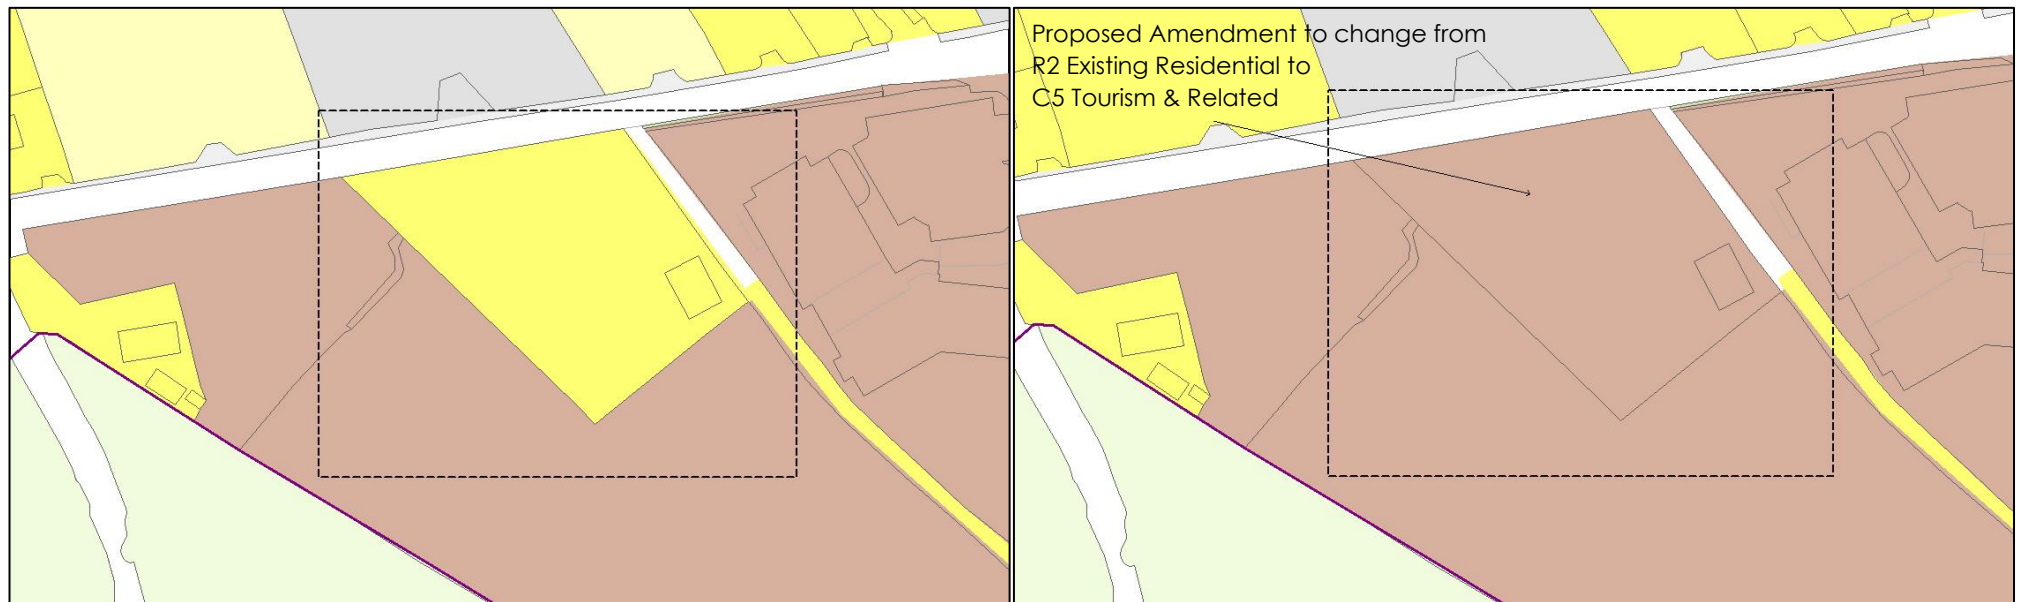 Proposed Amendment to change from
R2 Existing Residential to
C5 Tourism & Related